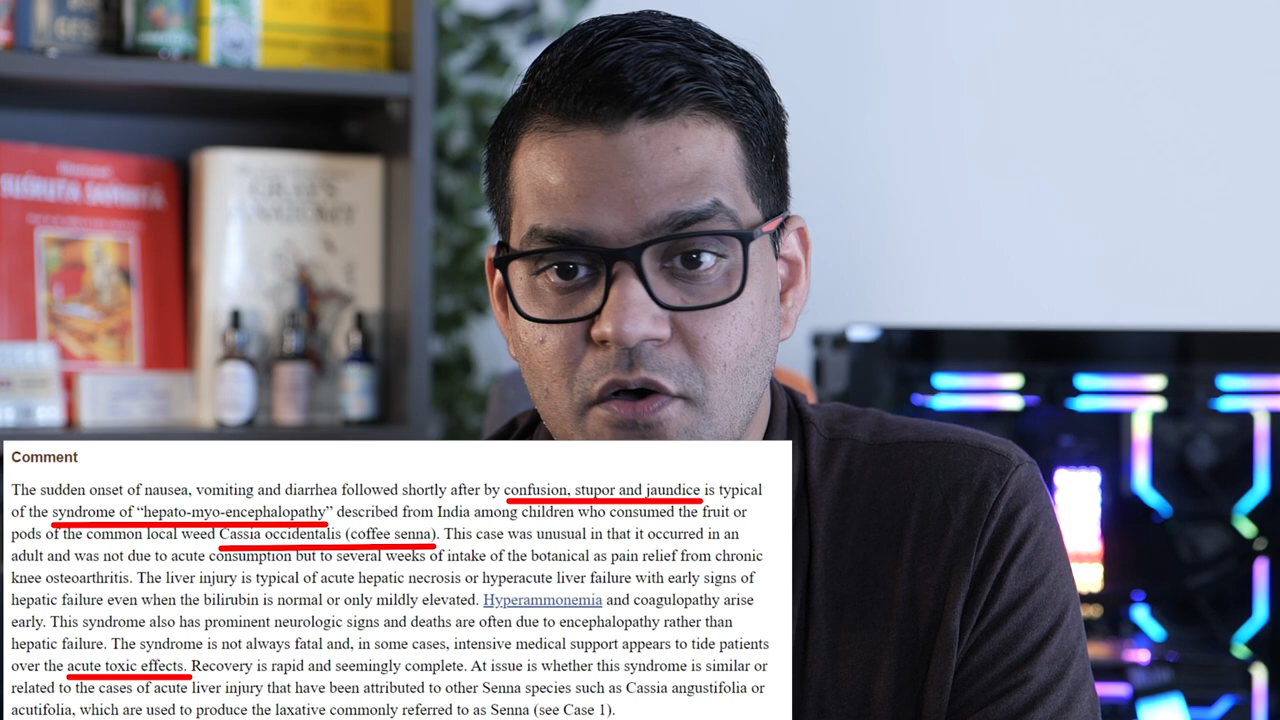 SUŚRUTA SAṂHITĀ
GRAY'S
ANATOMY
Comment
The sudden onset of nausea, vomiting and diarrhea followed shortly after by confusion, stupor and jaundice is typical
of the syndrome of “hepato-myo-encephalopathy” described from India among children who consumed the fruit or
pods of the common local weed Cassia occidentalis (coffee senna). This case was unusual in that it occurred in an
adult and was not due to acute consumption but to several weeks of intake of the botanical as pain relief from chronic
knee osteoarthritis. The liver injury is typical of acute hepatic necrosis or hyperacute liver failure with early signs of
hepatic failure even when the bilirubin is normal or only mildly elevated. Hyperammonemia and coagulopathy arise
early. This syndrome also has prominent neurologic signs and deaths are often due to encephalopathy rather than
hepatic failure. The syndrome is not always fatal and, in some cases, intensive medical support appears to tide patients
over the acute toxic effects. Recovery is rapid and seemingly complete. At issue is whether this syndrome is similar or
related to the cases of acute liver injury that have been attributed to other Senna species such as Cassia angustifolia or
acutifolia, which are used to produce the laxative commonly referred to as Senna (see Case 1).